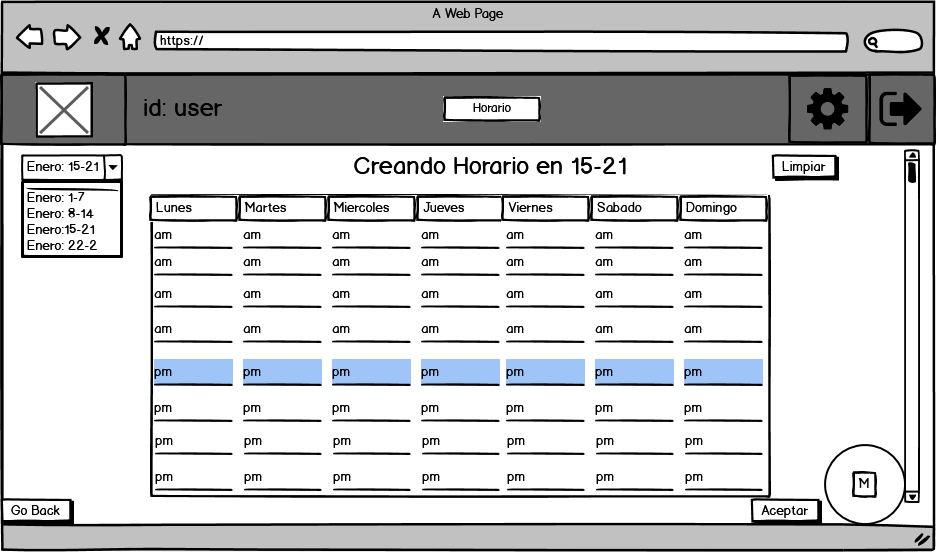 A Web Page
https://
id: user
Horario
Enero: 15-21
Creando Horario en 15-21
Limpiar
Enero: 1-7
Enero: 8-14
Enero:15-21
Enero: 22-2
Lunes Martes Miercoles Jueves Viernes Sabado Domingo
am am am am am am am
am am am am am am am
am am am am am am am
am am am am am am am
pm pm pm pm pm pm pm
pm pm pm pm pm pm pm
pm pm pm pm pm pm pm
pm pm pm pm pm pm pm
M
Go Back
Aceptar